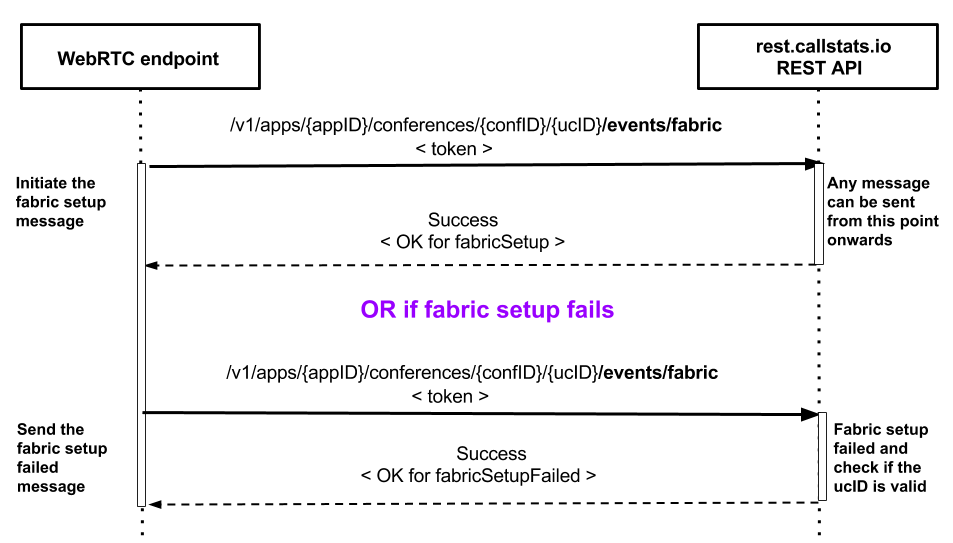 WebRTC endpoint
rest.callstats.io
REST API
/v1/apps/{appID}/conferences/{confID}/{ucID}/events/fabric
< token >
Initiate the
fabric setup
message
Any message
can be sent
from this point
onwards
Success
< OK for fabricSetup >
OR if fabric setup fails
/v1/apps/{appID}/conferences/{confID}/{ucID}/events/fabric
< token >
Send the
fabric setup
failed
message
Fabric setup
failed and
check if the
ucID is valid
Success
< OK for fabricSetupFailed >